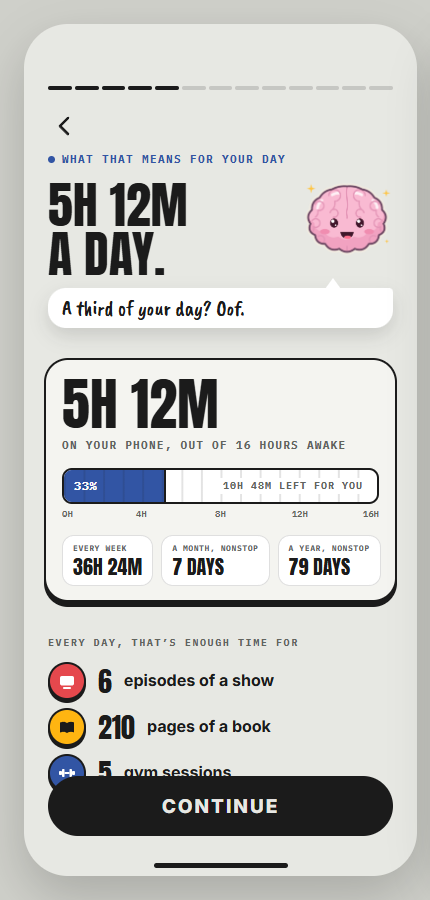 WHAT THAT MEANS FOR YOUR DAY
5H 12M
A DAY.
A third of your day? Oof.
5H 12M
ON YOUR PHONE, OUT OF 16 HOURS AWAKE
33%
10H 48M LEFT FOR YOU
0H 4H 8H 12H 16H
EVERY WEEK
36H 24M
A MONTH, NONSTOP
7 DAYS
A YEAR, NONSTOP
79 DAYS
EVERY DAY, THAT'S ENOUGH TIME FOR
6 episodes of a show
210 pages of a book
5 gym sessions
CONTINUE